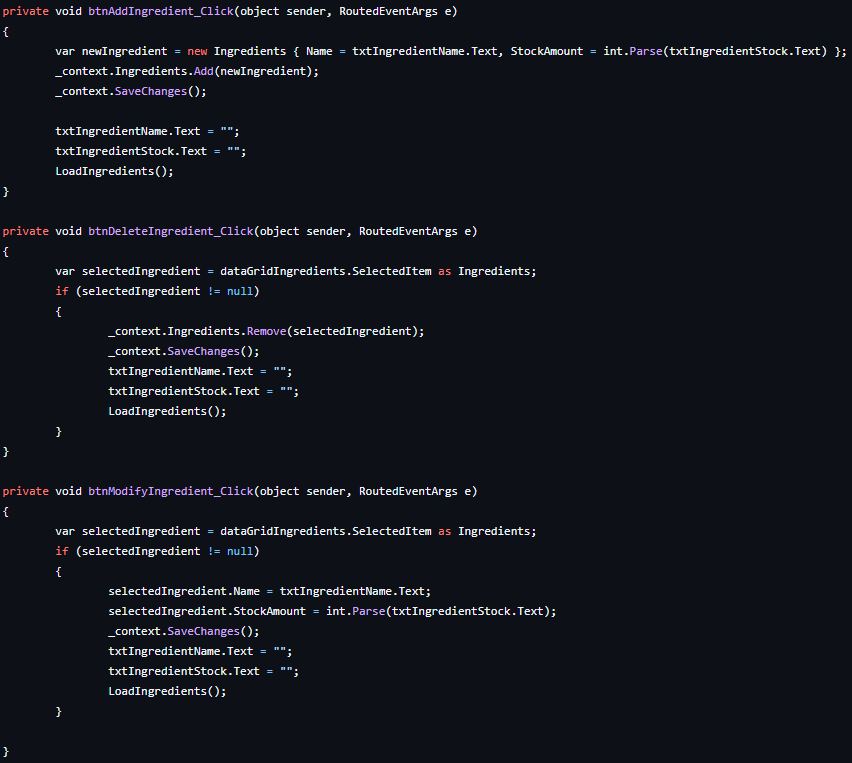 private void btnAddIngredient_Click(object sender, RoutedEventArgs e)
{
        var newIngredient = new Ingredients { Name = txtIngredientName.Text, StockAmount = int.Parse(txtIngredientStock.Text) };
        _context.Ingredients.Add(newIngredient);
        _context.SaveChanges();

        txtIngredientName.Text = "";
        txtIngredientStock.Text = "";
        LoadIngredients();
}

private void btnDeleteIngredient_Click(object sender, RoutedEventArgs e)
{
        var selectedIngredient = dataGridIngredients.SelectedItem as Ingredients;
        if (selectedIngredient != null)
        {
                _context.Ingredients.Remove(selectedIngredient);
                _context.SaveChanges();
                txtIngredientName.Text = "";
                txtIngredientStock.Text = "";
                LoadIngredients();
        }
}

private void btnModifyIngredient_Click(object sender, RoutedEventArgs e)
{
        var selectedIngredient = dataGridIngredients.SelectedItem as Ingredients;
        if (selectedIngredient != null)
        {
                selectedIngredient.Name = txtIngredientName.Text;
                selectedIngredient.StockAmount = int.Parse(txtIngredientStock.Text);
                _context.SaveChanges();
                txtIngredientName.Text = "";
                txtIngredientStock.Text = "";
                LoadIngredients();
        }

}